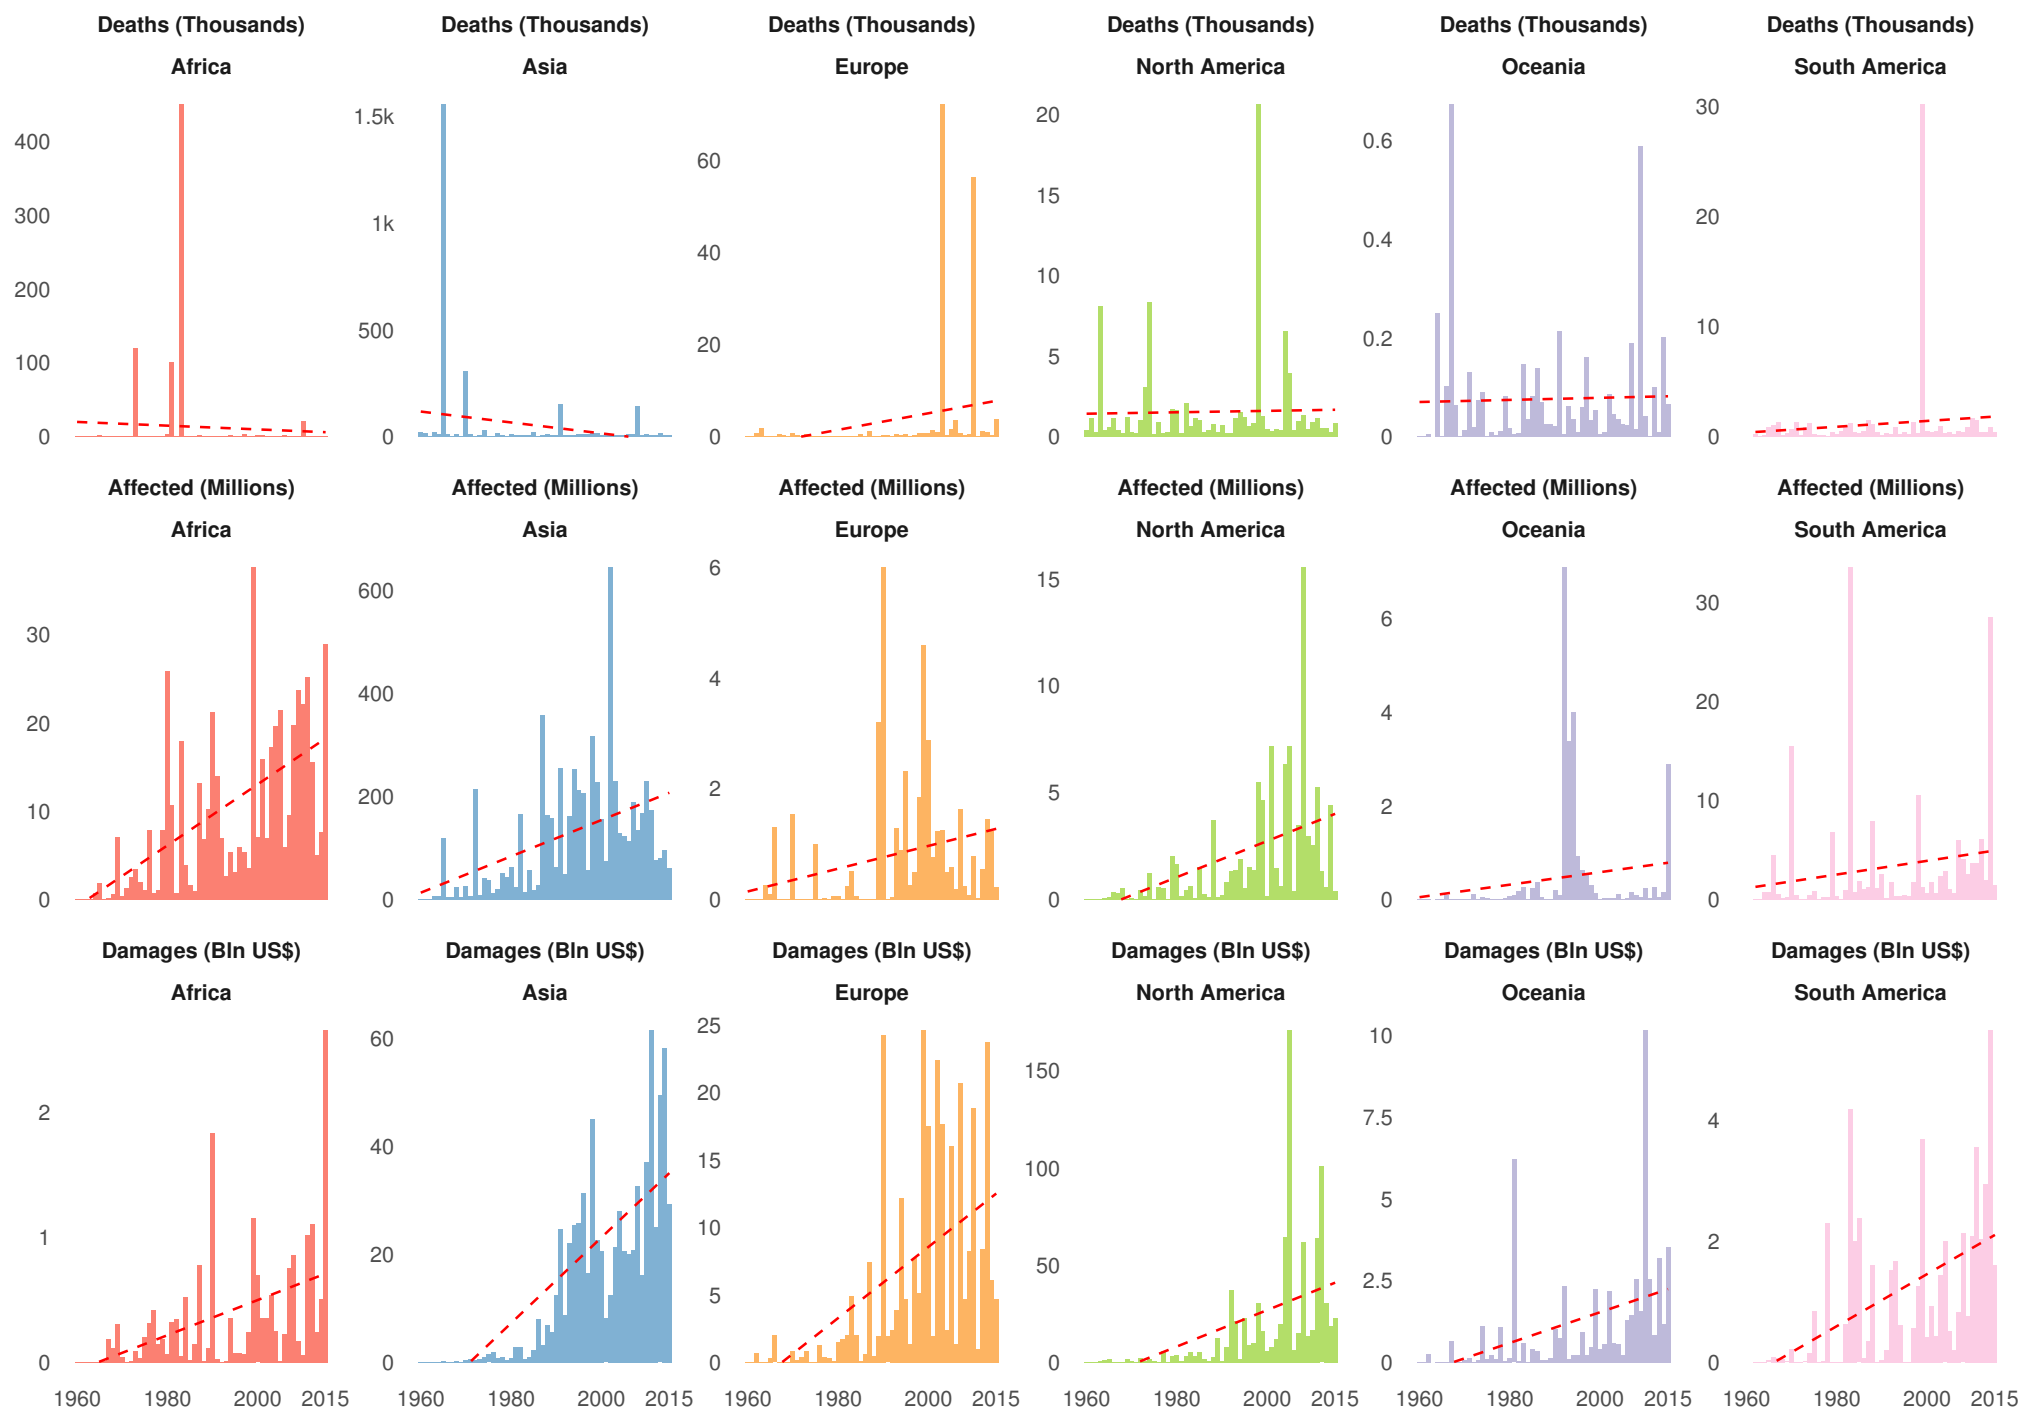 Deaths (Thousands) Deaths (Thousands) Deaths (Thousands) Deaths (Thousands) Deaths (Thousands) Deaths (Thousands)
Africa Asia Europe North America Oceania South America
400 300 200 100 0
1.5k 1k 500 0
60 40 20 0
20 15 10 5 0
0.6 0.4 0.2 0
30 20 10 0
Affected (Millions) Affected (Millions) Affected (Millions) Affected (Millions) Affected (Millions) Affected (Millions)
Africa Asia Europe North America Oceania South America
30 20 10 0
600 400 200 0
6 4 2 0
15 10 5 0
6 4 2 0
30 20 10 0
Damages (Bln US$) Damages (Bln US$) Damages (Bln US$) Damages (Bln US$) Damages (Bln US$) Damages (Bln US$)
Africa Asia Europe North America Oceania South America
2 1 0
60 40 20 0
25 20 15 10 5 0
150 100 50 0
10 7.5 5 2.5 0
4 2 0
1960 1980 2000 2015 1960 1980 2000 2015 1960 1980 2000 2015 1960 1980 2000 2015 1960 1980 2000 2015 1960 1980 2000 2015